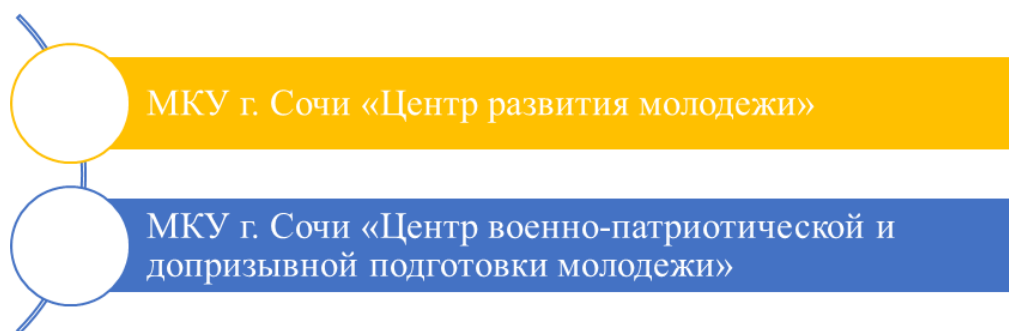 МКУ г. Сочи «Центр развития молодежи»
МКУ г. Сочи «Центр военно-патриотической и
допризывной подготовки молодежи»